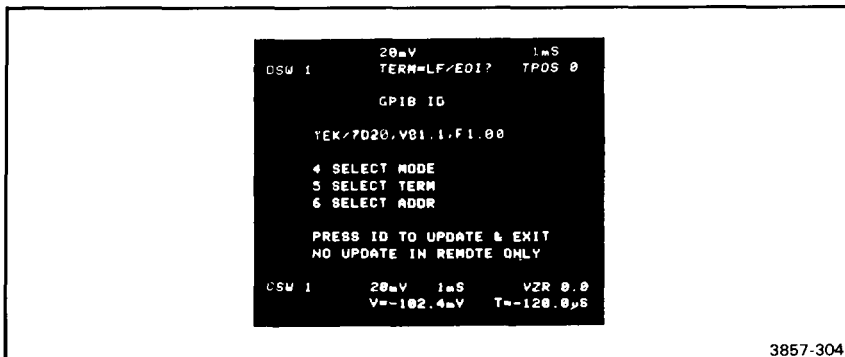 20mV 1mS
DSW 1 TERM=LF/EOI? TPOS 0
GPIB ID
TEK/7D20,V81.1,F1.00
4 SELECT MODE
5 SELECT TERM
6 SELECT ADDR
PRESS ID TO UPDATE & EXIT
NO UPDATE IN REMOTE ONLY
CSW 1 20mV 1mS VZR 0.0
V=-102.4mV T=-120.0µS
3857-304